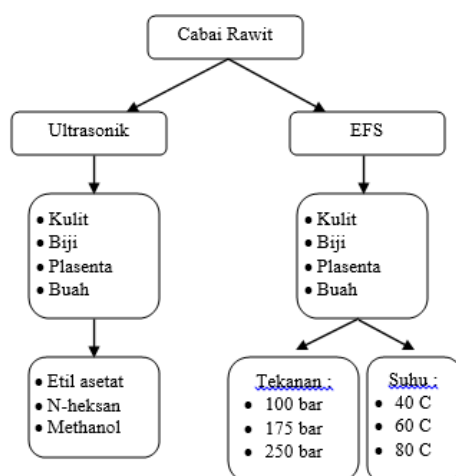 Cabai Rawit
Ultrasonik
EFS
• Kulit
• Biji
• Plasenta
• Buah
• Kulit
• Biji
• Plasenta
• Buah
• Etil asetat
• N-heksan
• Methanol
Tekanan :
• 100 bar
• 175 bar
• 250 bar
Suhu :
• 40 C
• 60 C
• 80 C